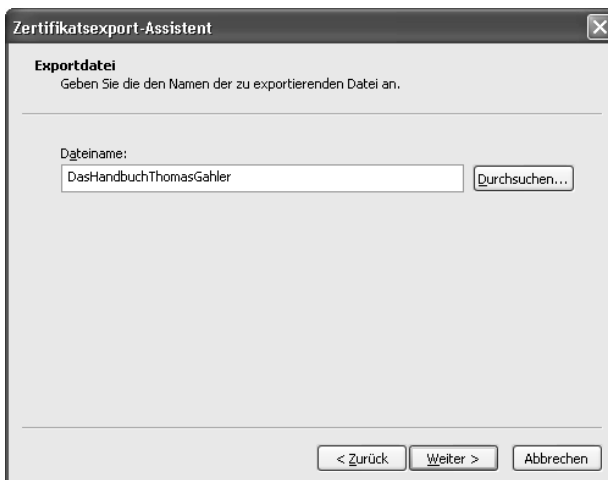 Zertifikatsexport-Assistent
Exportdatei
Geben Sie die den Namen der zu exportierenden Datei an.
Dateiname:
DasHandbuchThomasGahler
Durchsuchen...
< Zurück
Weiter >
Abbrechen